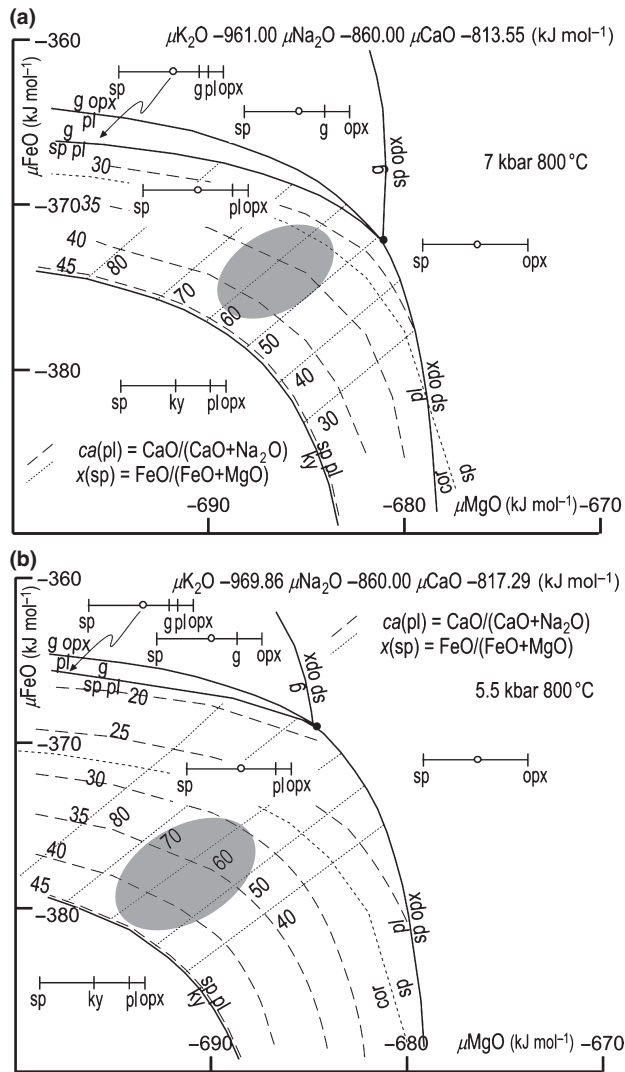 (a)
−360
μK₂O −961.00 μNa₂O −860.00 μCaO −813.55 (kJ mol⁻¹)
μFeO (kJ mol⁻¹)
sp g pl opx
g opx
pl
sp g opx
g
sp pl
sp opx
g
7 kbar 800 °C
30
sp pl opx
−370
35
sp opx
40
80
45
70
60
50
−380
40
sp opx
pl
sp ky pl opx
30
ca(pl) = CaO/(CaO+Na₂O)
x(sp) = FeO/(FeO+MgO)
sp pl
ky
sp
cor
−690
−680
μMgO (kJ mol⁻¹)
−670
(b)
−360
μK₂O −969.86 μNa₂O −860.00 μCaO −817.29 (kJ mol⁻¹)
μFeO (kJ mol⁻¹)
sp g pl opx
ca(pl) = CaO/(CaO+Na₂O)
x(sp) = FeO/(FeO+MgO)
g opx
pl
sp g opx
g
sp pl
sp opx
g
5.5 kbar 800 °C
20
25
−370
sp pl opx
sp opx
30
35
80
70
40
60
50
45
40
−380
sp opx
pl
sp ky pl opx
sp pl
ky
sp
cor
−690
−680
μMgO (kJ mol⁻¹)
−670